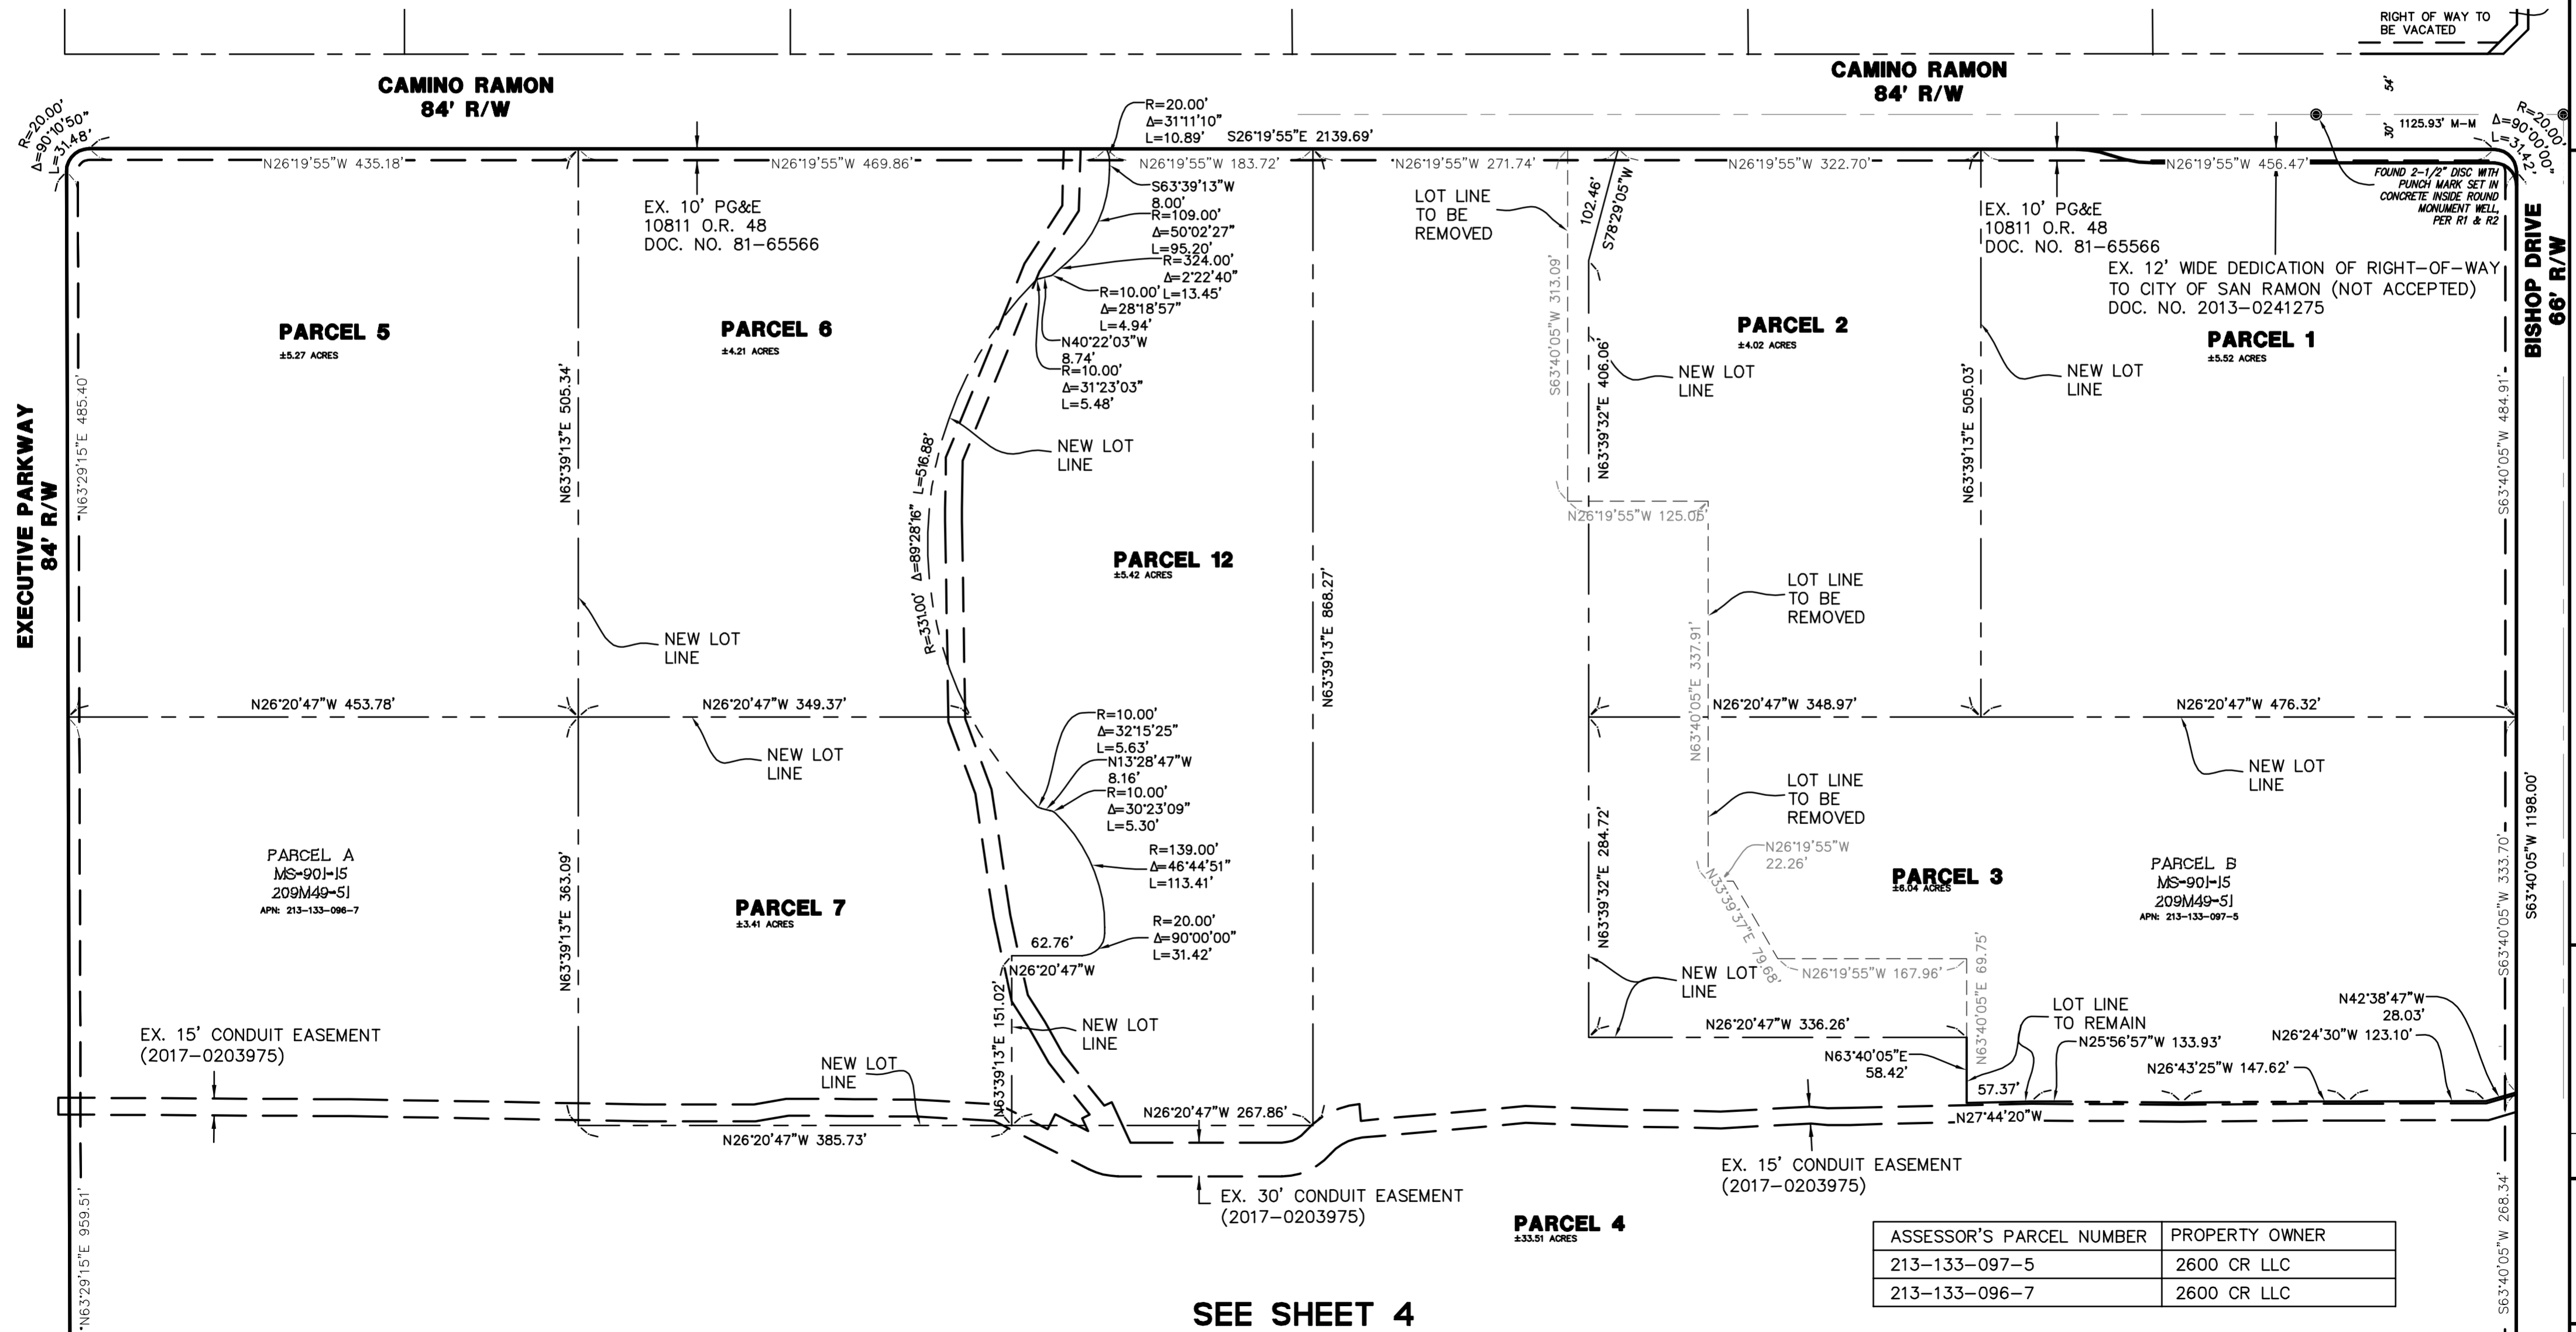 RIGHT OF WAY TO
BE VACATED
CAMINO RAMON
84' R/W
CAMINO RAMON
84' R/W
54'
30'
1125.93' M-M
R=20.00'
Δ=90°10'50"
L=31.48'
R=20.00'
Δ=31°11'10"
L=10.89'
S26°19'55"E 2139.69'
R=20.00'
Δ=90°00'00"
L=31.42'
N26°19'55"W 435.18'
N26°19'55"W 469.86'
N26°19'55"W 183.72'
N26°19'55"W 271.74'
N26°19'55"W 322.70'
N26°19'55"W 456.47'
FOUND 2-1/2" DISC WITH
PUNCH MARK SET IN
CONCRETE INSIDE ROUND
MONUMENT WELL,
PER R1 & R2
EX. 10' PG&E
10811 O.R. 48
DOC. NO. 81-65566
S63°39'13"W
8.00'
R=109.00'
Δ=50°02'27"
L=95.20'
R=324.00'
Δ=2°22'40"
L=13.45'
R=10.00'
Δ=28°18'57"
L=4.94'
N40°22'03"W
8.74'
R=10.00'
Δ=31°23'03"
L=5.48'
LOT LINE
TO BE
REMOVED
102.46'
S78°29'05"W
EX. 10' PG&E
10811 O.R. 48
DOC. NO. 81-65566
EX. 12' WIDE DEDICATION OF RIGHT-OF-WAY
TO CITY OF SAN RAMON (NOT ACCEPTED)
DOC. NO. 2013-0241275
BISHOP DRIVE
66' R/W
PARCEL 5
±5.27 ACRES
PARCEL 6
±4.21 ACRES
PARCEL 2
±4.02 ACRES
PARCEL 1
±5.52 ACRES
EXECUTIVE PARKWAY
84' R/W
N63°29'15"E 485.40'
N63°39'13"E 505.34'
R=331.00' Δ=89°28'16" L=516.88'
NEW LOT
LINE
S63°40'05"W 313.09'
N63°39'32"E 406.06'
NEW LOT
LINE
N63°39'13"E 505.03'
NEW LOT
LINE
S63°40'05"W 484.91'
N26°19'55"W 125.05'
PARCEL 12
±5.42 ACRES
N63°39'13"E 868.27'
LOT LINE
TO BE
REMOVED
N63°40'05"E 337.91'
NEW LOT
LINE
N26°20'47"W 453.78'
N26°20'47"W 349.37'
N26°20'47"W 348.97'
N26°20'47"W 476.32'
NEW LOT
LINE
R=10.00'
Δ=32°15'25"
L=5.63'
N13°28'47"W
8.16'
R=10.00'
Δ=30°23'09"
L=5.30'
R=139.00'
Δ=46°44'51"
L=113.41'
R=20.00'
Δ=90°00'00"
L=31.42'
LOT LINE
TO BE
REMOVED
NEW LOT
LINE
PARCEL A
MS-901-15
209M49-51
APN: 213-133-096-7
N63°39'13"E 363.09'
PARCEL 7
±3.41 ACRES
62.76'
N26°20'47"W
N63°39'13"E 151.02'
N63°39'32"E 284.72'
N26°19'55"W
22.26'
N33°39'37"E 79.68'
N26°19'55"W 167.96'
PARCEL 3
±6.04 ACRES
PARCEL B
MS-901-15
209M49-51
APN: 213-133-097-5
S63°40'05"W 333.70'
S63°40'05"W 1198.00'
N63°40'05"E 69.75'
NEW LOT
LINE
N26°20'47"W 336.26'
LOT LINE
TO REMAIN
N42°38'47"W
28.03'
N26°24'30"W 123.10'
N25°56'57"W 133.93'
N26°43'25"W 147.62'
N63°40'05"E
58.42'
57.37'
N27°44'20"W
EX. 15' CONDUIT EASEMENT
(2017-0203975)
NEW LOT
LINE
NEW LOT
LINE
N26°20'47"W 385.73'
N26°20'47"W 267.86'
EX. 30' CONDUIT EASEMENT
(2017-0203975)
EX. 15' CONDUIT EASEMENT
(2017-0203975)
N63°29'15"E 959.51'
S63°40'05"W 268.34'
PARCEL 4
±33.51 ACRES
ASSESSOR'S PARCEL NUMBER PROPERTY OWNER
213-133-097-5 2600 CR LLC
213-133-096-7 2600 CR LLC
SEE SHEET 4